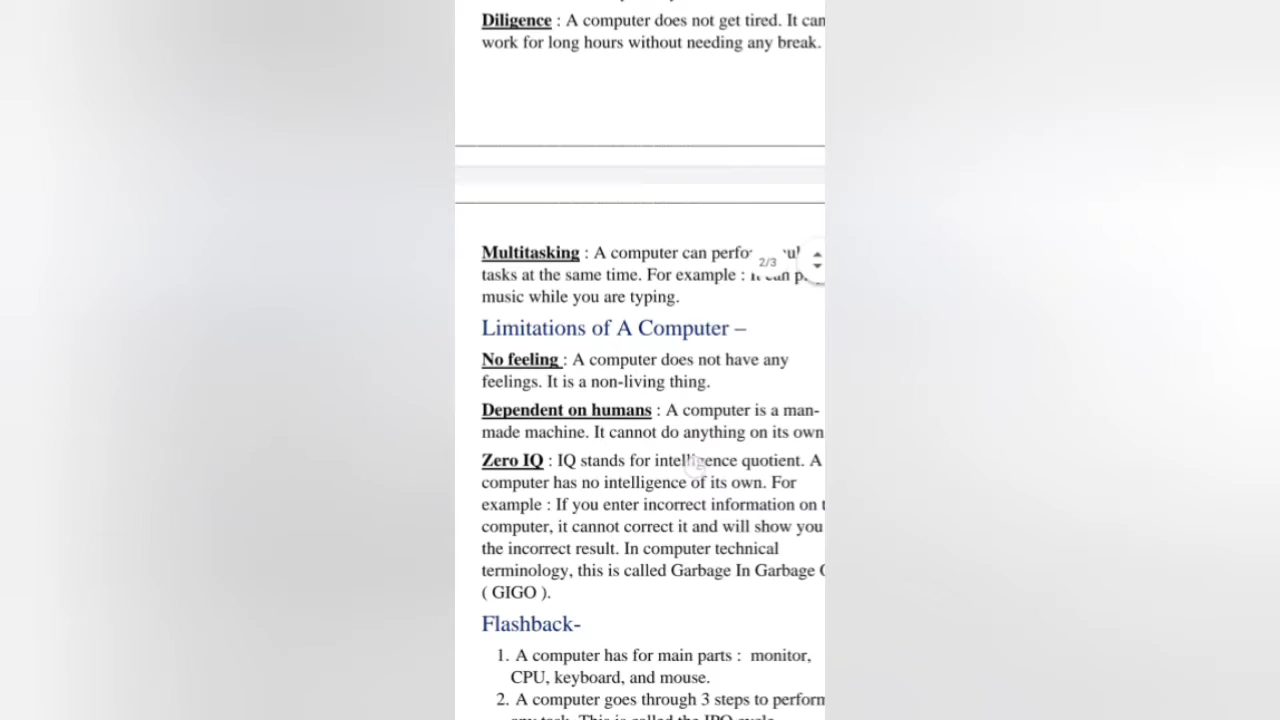 Diligence : A computer does not get tired. It can
work for long hours without needing any break.
Multitasking : A computer can
2/3
tasks at the same time. For example :
music while you are typing.
Limitations of A Computer –
No feeling : A computer does not have any
feelings. It is a non-living thing.
Dependent on humans : A computer is a man-
made machine. It cannot do anything on its own
Zero IQ : IQ stands for intelligence quotient. A
computer has no intelligence of its own. For
example : If you enter incorrect information on
computer, it cannot correct it and will show you
the incorrect result. In computer technical
terminology, this is called Garbage In Garbage
( GIGO ).
Flashback-
1. A computer has for main parts : monitor,
CPU, keyboard, and mouse.
2. A computer goes through 3 steps to perform